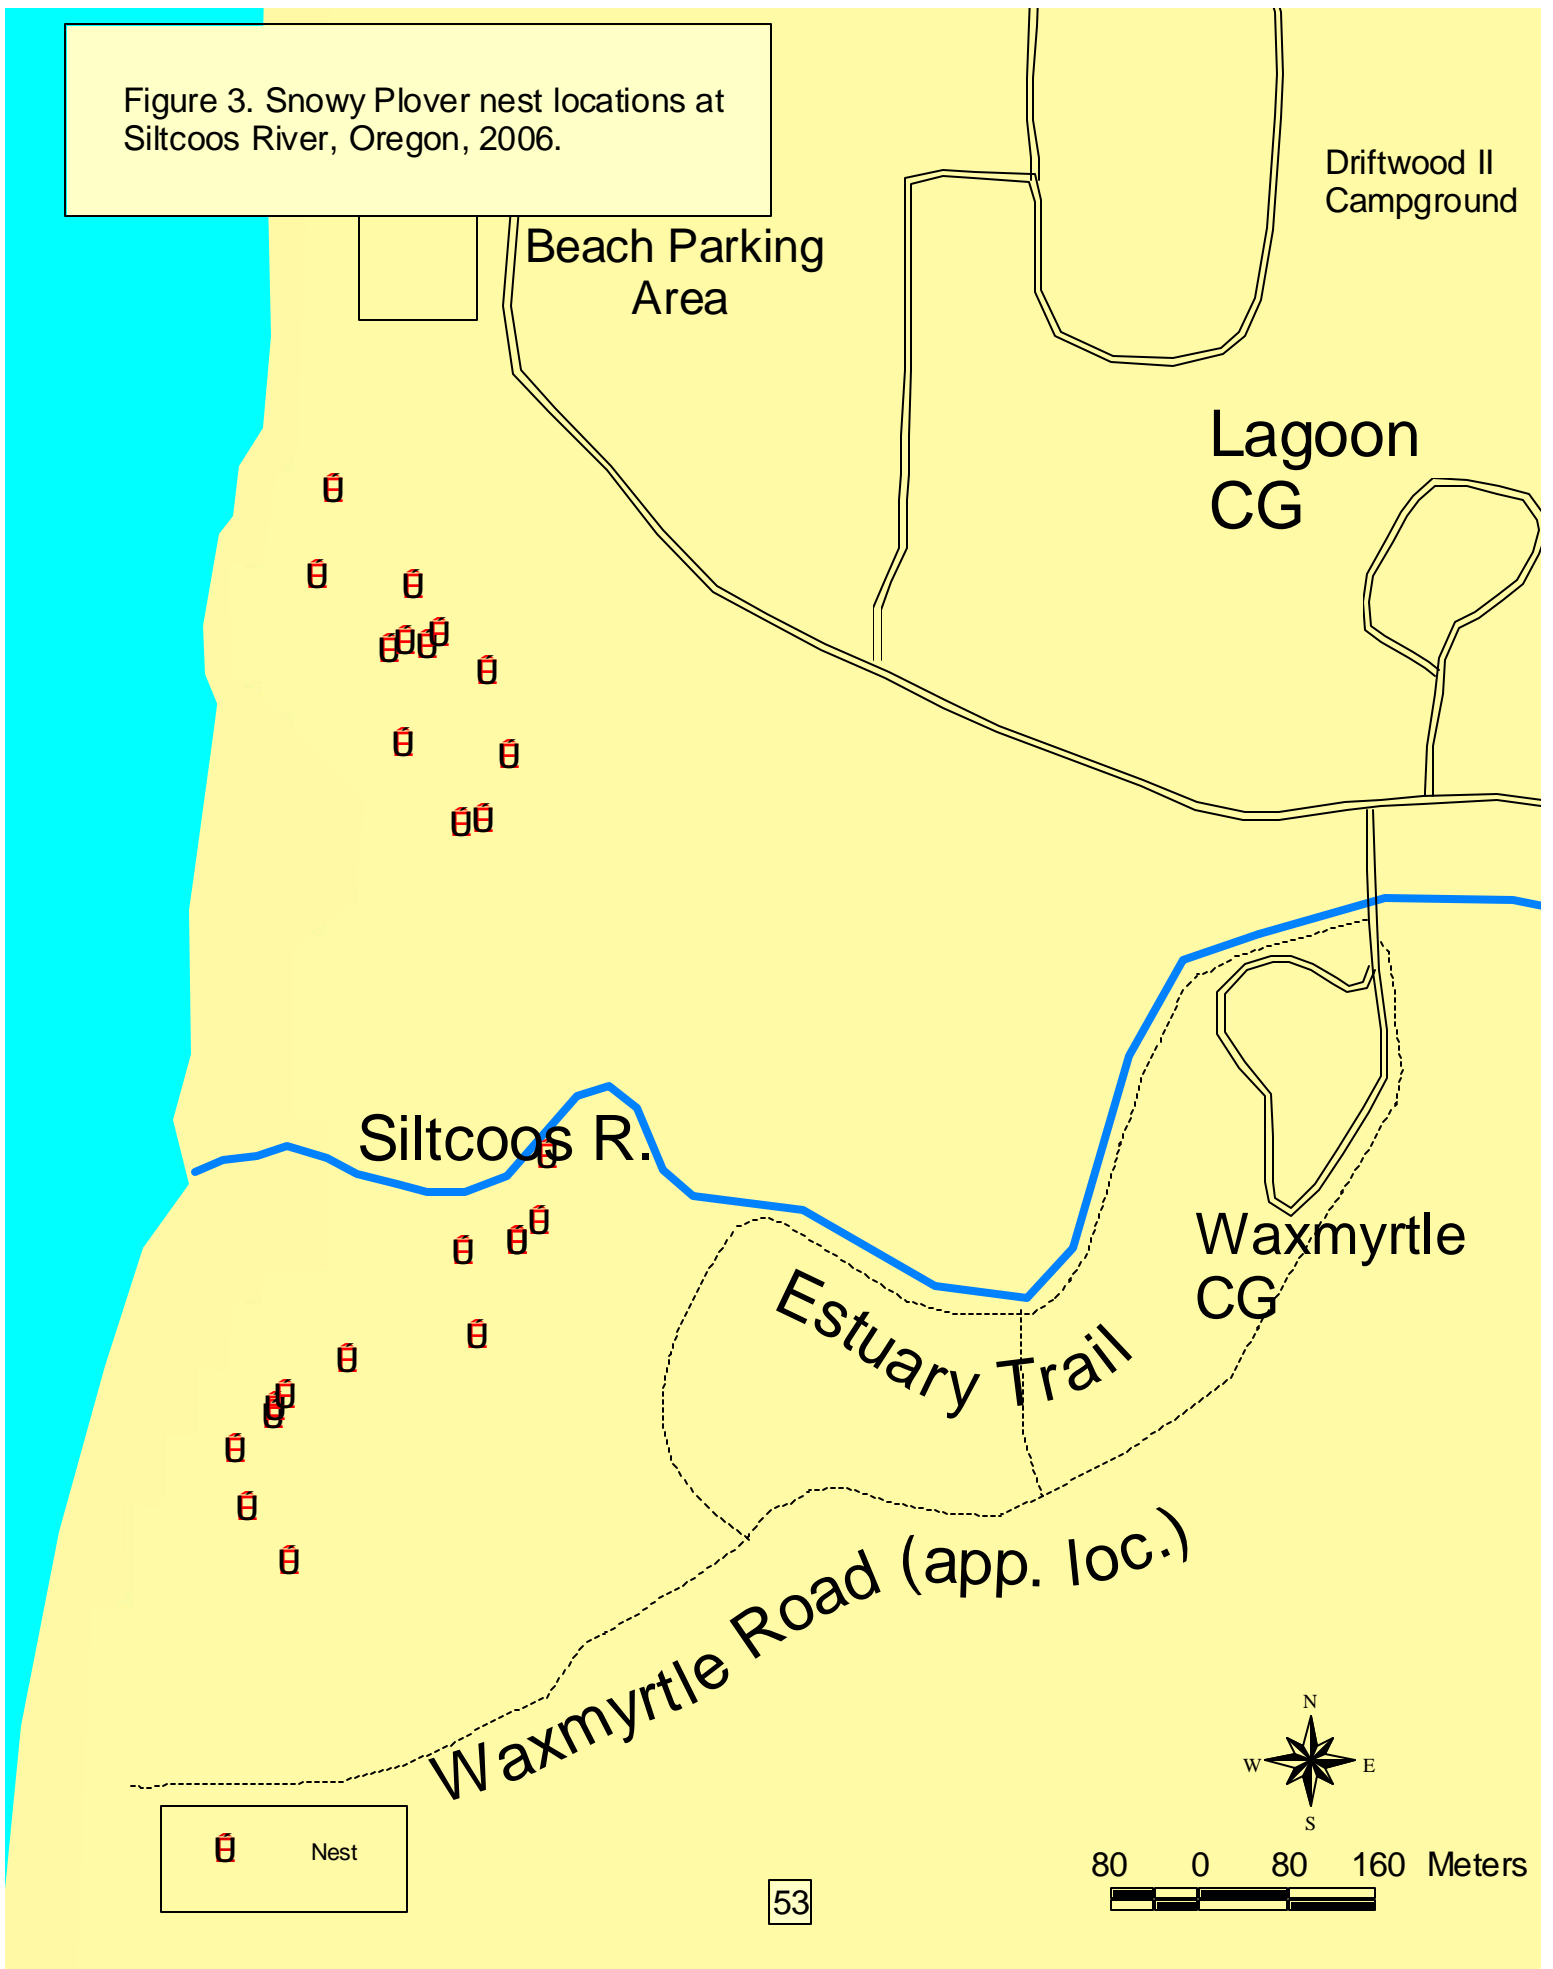 Figure 3. Snowy Plover nest locations at
Siltcoos River, Oregon, 2006.
Driftwood II
Campground
Beach Parking
Area
Lagoon
CG
Siltcoos R.
Waxmyrtle
CG
Estuary Trail
Waxmyrtle Road (app. loc.)
N
W E
S
Nest
80 0 80 160 Meters
53